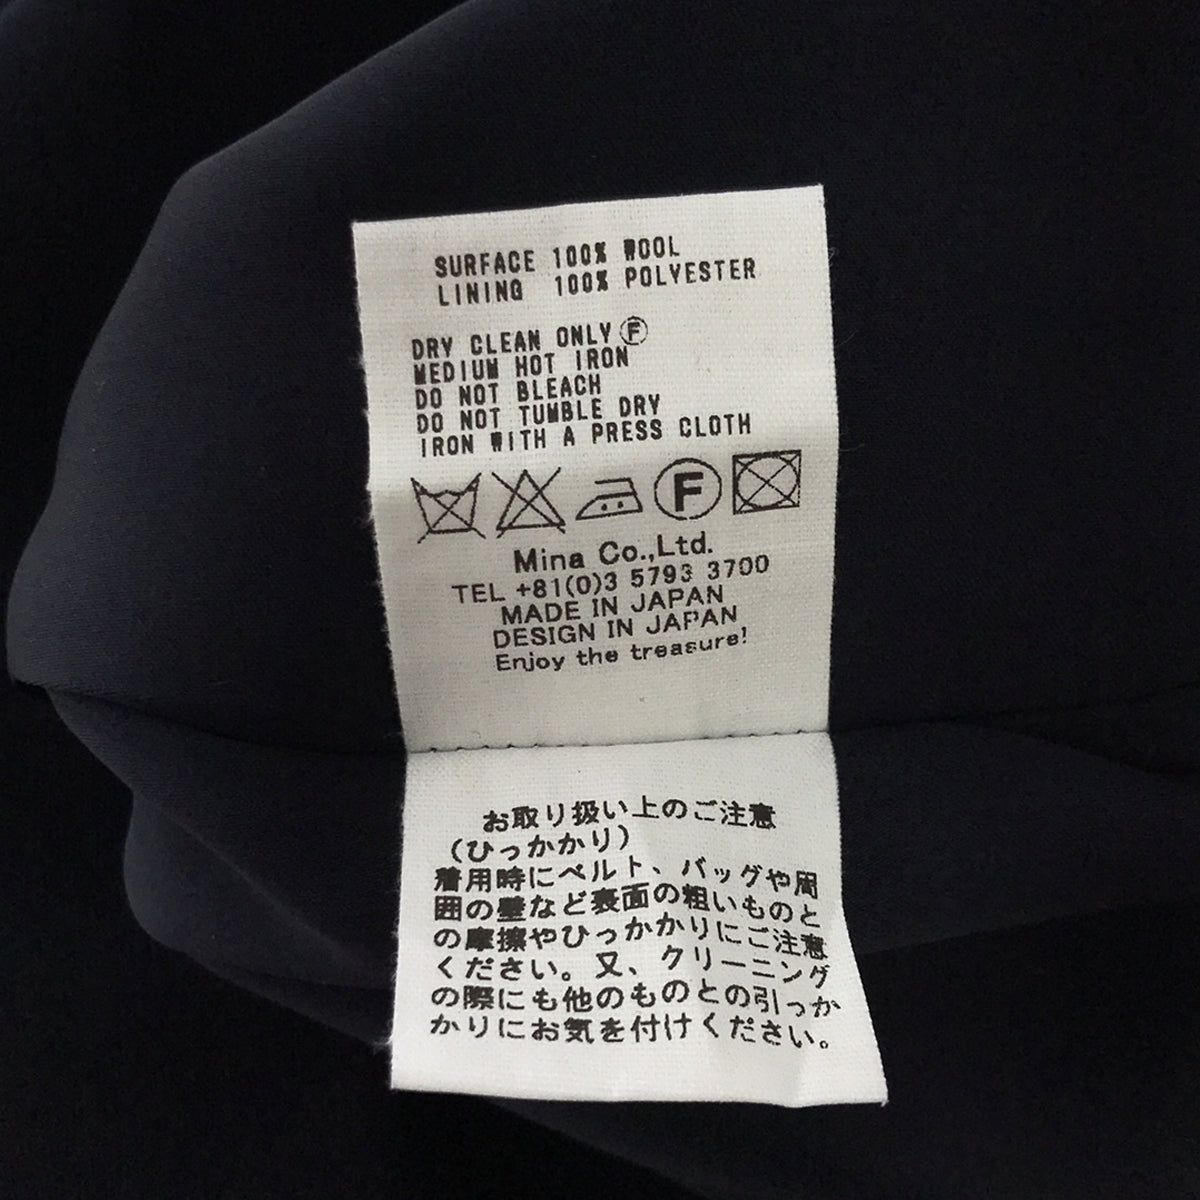 SURFACE 100% WOOL
LINING 100% POLYESTER
DRY CLEAN ONLY Ⓕ
MEDIUM HOT IRON
DO NOT BLEACH
DO NOT TUMBLE DRY
IRON WITH A PRESS CLOTH
F
Mina Co.,Ltd.
TEL +81(0)3 5793 3700
MADE IN JAPAN
DESIGN IN JAPAN
Enjoy the treasure!
お取り扱い上のご注意
（ひっかかり）
着用時にベルト、バッグや周
囲の壁など表面の粗いものと
の摩擦やひっかかりにご注意
ください。又、クリーニング
の際にも他のものとの引っか
かりにお気を付けください。